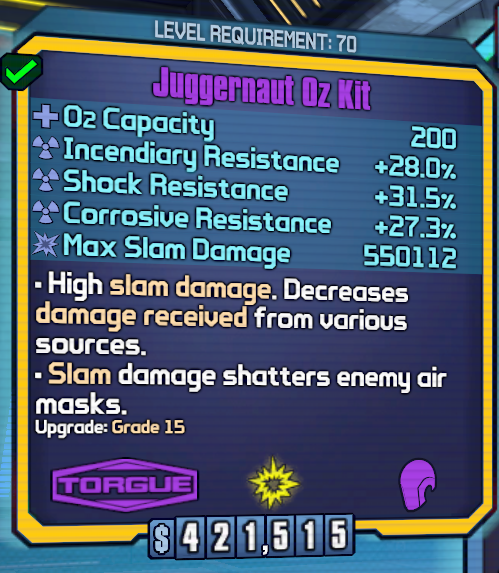 LEVEL REQUIREMENT: 70
Juggernaut Oz Kit
O2 Capacity 200
Incendiary Resistance +28.0%
Shock Resistance +31.5%
Corrosive Resistance +27.3%
Max Slam Damage 550112
• High slam damage. Decreases
damage received from various
sources.
• Slam damage shatters enemy air
masks.
Upgrade: Grade 15
TORGUE
$ 421,515